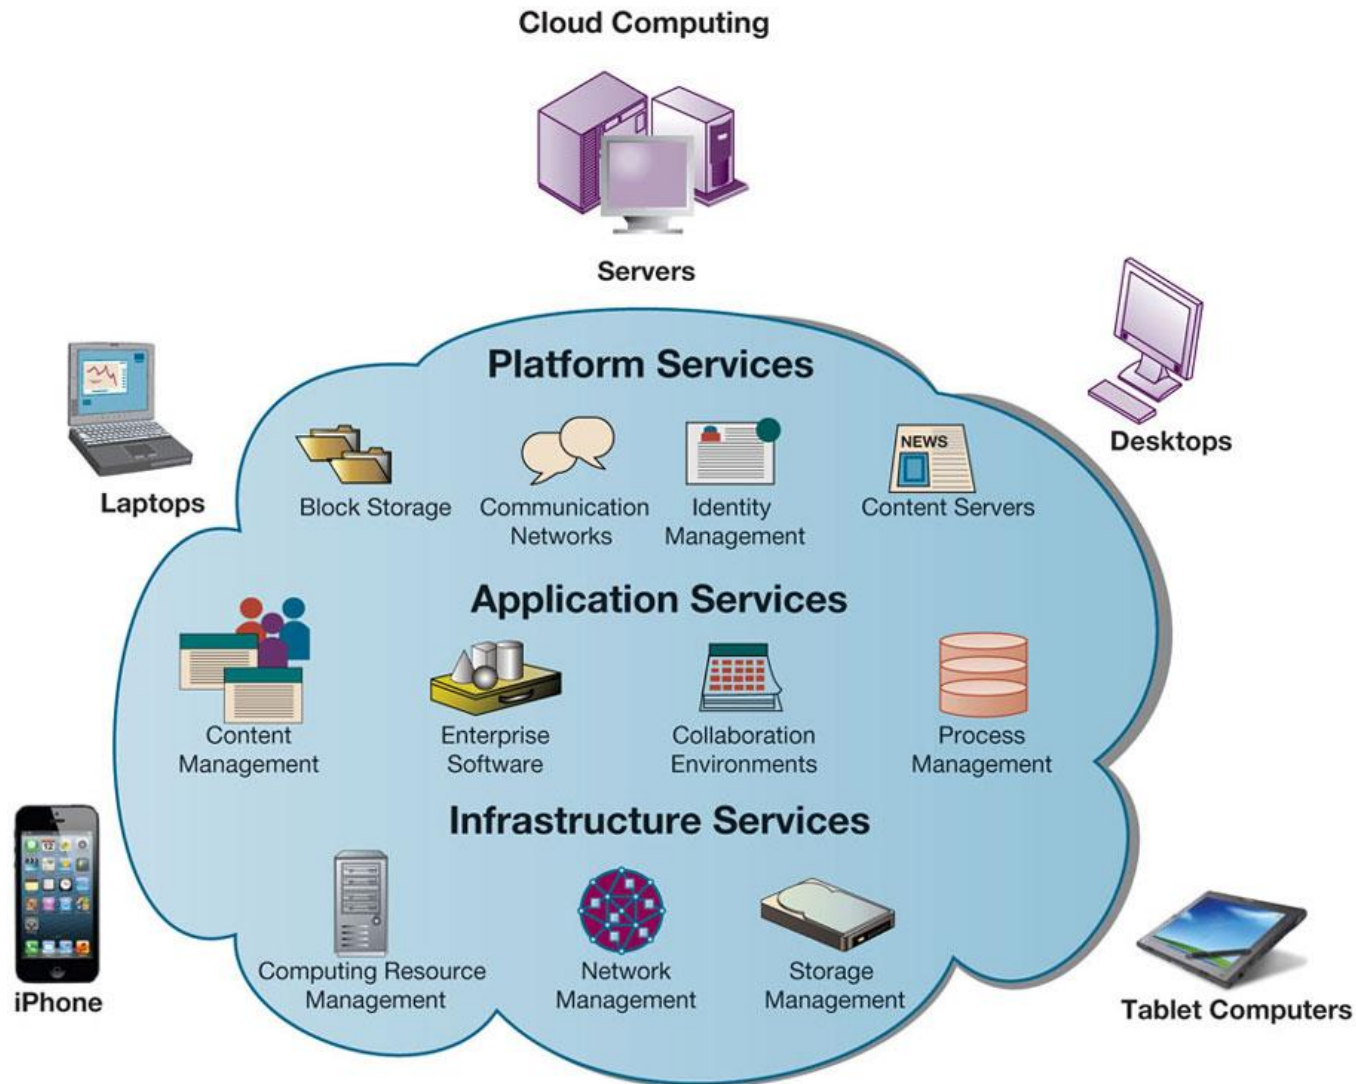 Cloud Computing
Servers
Desktops
Laptops
Platform Services
Block Storage
Communication
Networks
Identity
Management
NEWS
Content Servers
Application Services
Content
Management
Enterprise
Software
Collaboration
Environments
Process
Management
Infrastructure Services
Computing Resource
Management
Network
Management
Storage
Management
iPhone
Tablet Computers